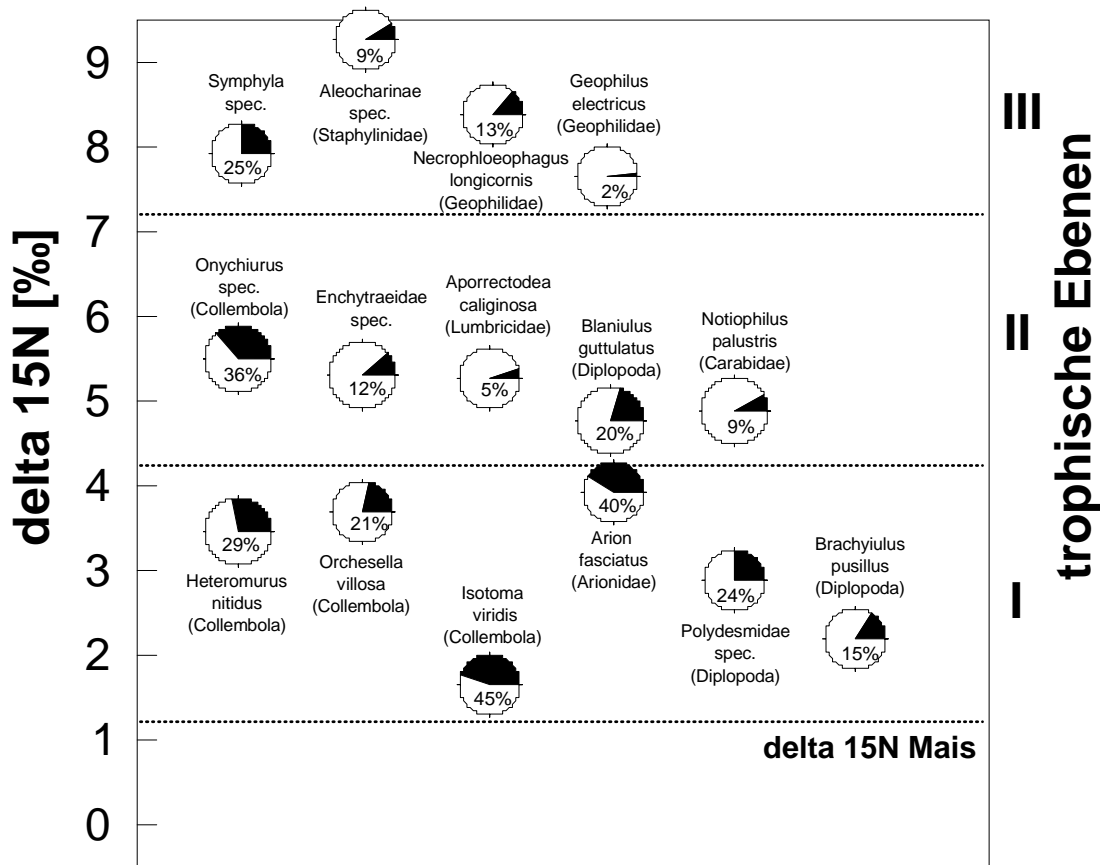 delta 15N [‰]
9
8
7
6
5
4
3
2
1
0
9%
Symphyla
spec.
25%
Aleocharinae
spec.
(Staphylinidae)
13%
Necrophloeophagus
longicornis
(Geophilidae)
Geophilus
electricus
(Geophilidae)
2%
Onychiurus
spec.
(Collembola)
36%
Enchytraeidae
spec.
12%
Aporrectodea
caliginosa
(Lumbricidae)
5%
Blaniulus
guttulatus
(Diplopoda)
20%
Notiophilus
palustris
(Carabidae)
9%
29%
Heteromurus
nitidus
(Collembola)
21%
Orchesella
villosa
(Collembola)
Isotoma
viridis
(Collembola)
45%
40%
Arion
fasciatus
(Arionidae)
24%
Polydesmidae
spec.
(Diplopoda)
Brachyiulus
pusillus
(Diplopoda)
15%
delta 15N Mais
III
II
I
trophische Ebenen